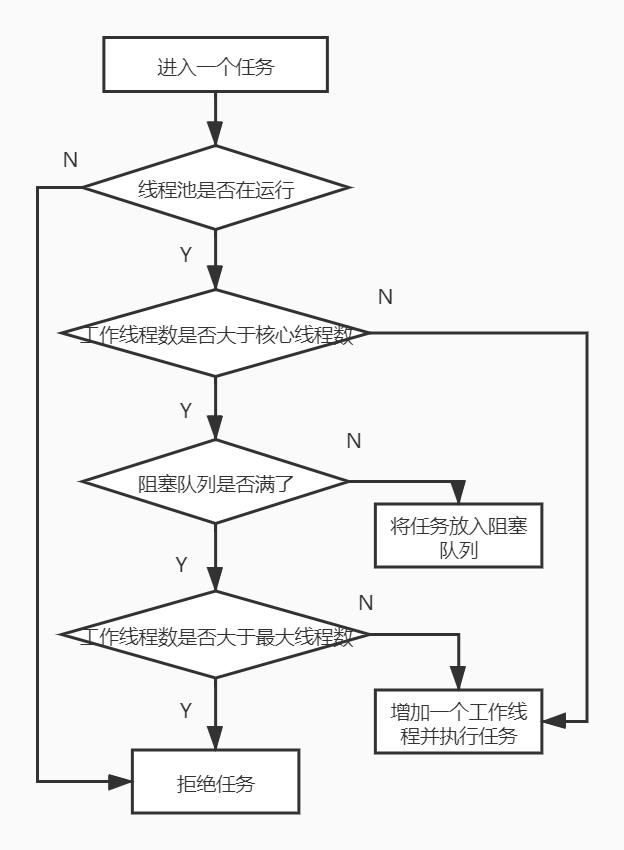 进入一个任务
N
线程池是否在运行
Y
N
工作线程数是否大于核心线程数
Y
N
阻塞队列是否满了
将任务放入阻塞
队列
Y
N
工作线程数是否大于最大线程数
Y
增加一个工作线
程并执行任务
拒绝任务